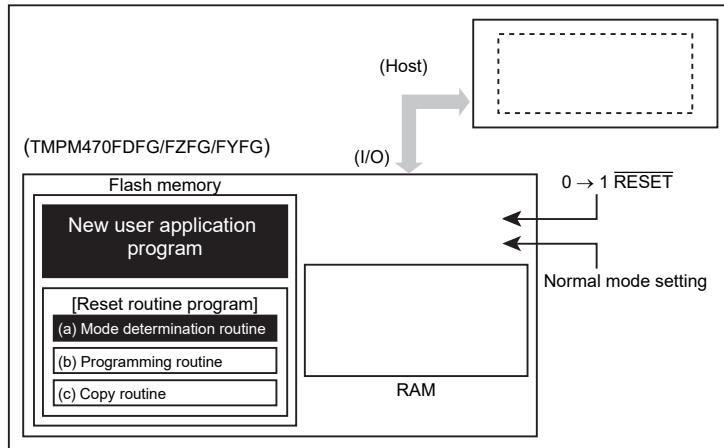 (Host)
(TMPM470FDFG/FZFG/FYFG)
(I/O)
Flash memory
0 → 1 RESET
New user application
program
Normal mode setting
[Reset routine program]
(a) Mode determination routine
(b) Programming routine
(c) Copy routine
RAM